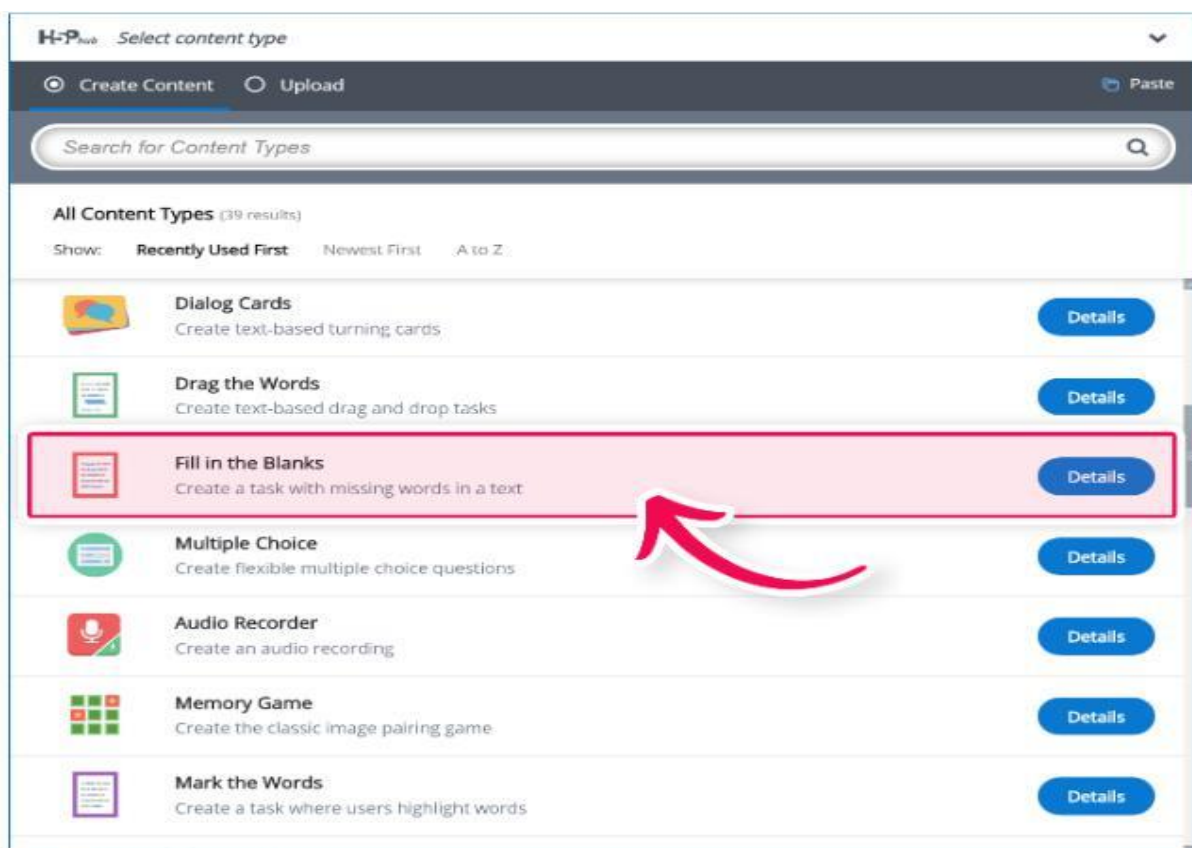 H-P hub Select content type
Create Content Upload Paste
Search for Content Types
All Content Types (39 results)
Show: Recently Used First Newest First A to Z
Dialog Cards
Create text-based turning cards
Details
Drag the Words
Create text-based drag and drop tasks
Details
Fill in the Blanks
Create a task with missing words in a text
Details
Multiple Choice
Create flexible multiple choice questions
Details
Audio Recorder
Create an audio recording
Details
Memory Game
Create the classic image pairing game
Details
Mark the Words
Create a task where users highlight words
Details